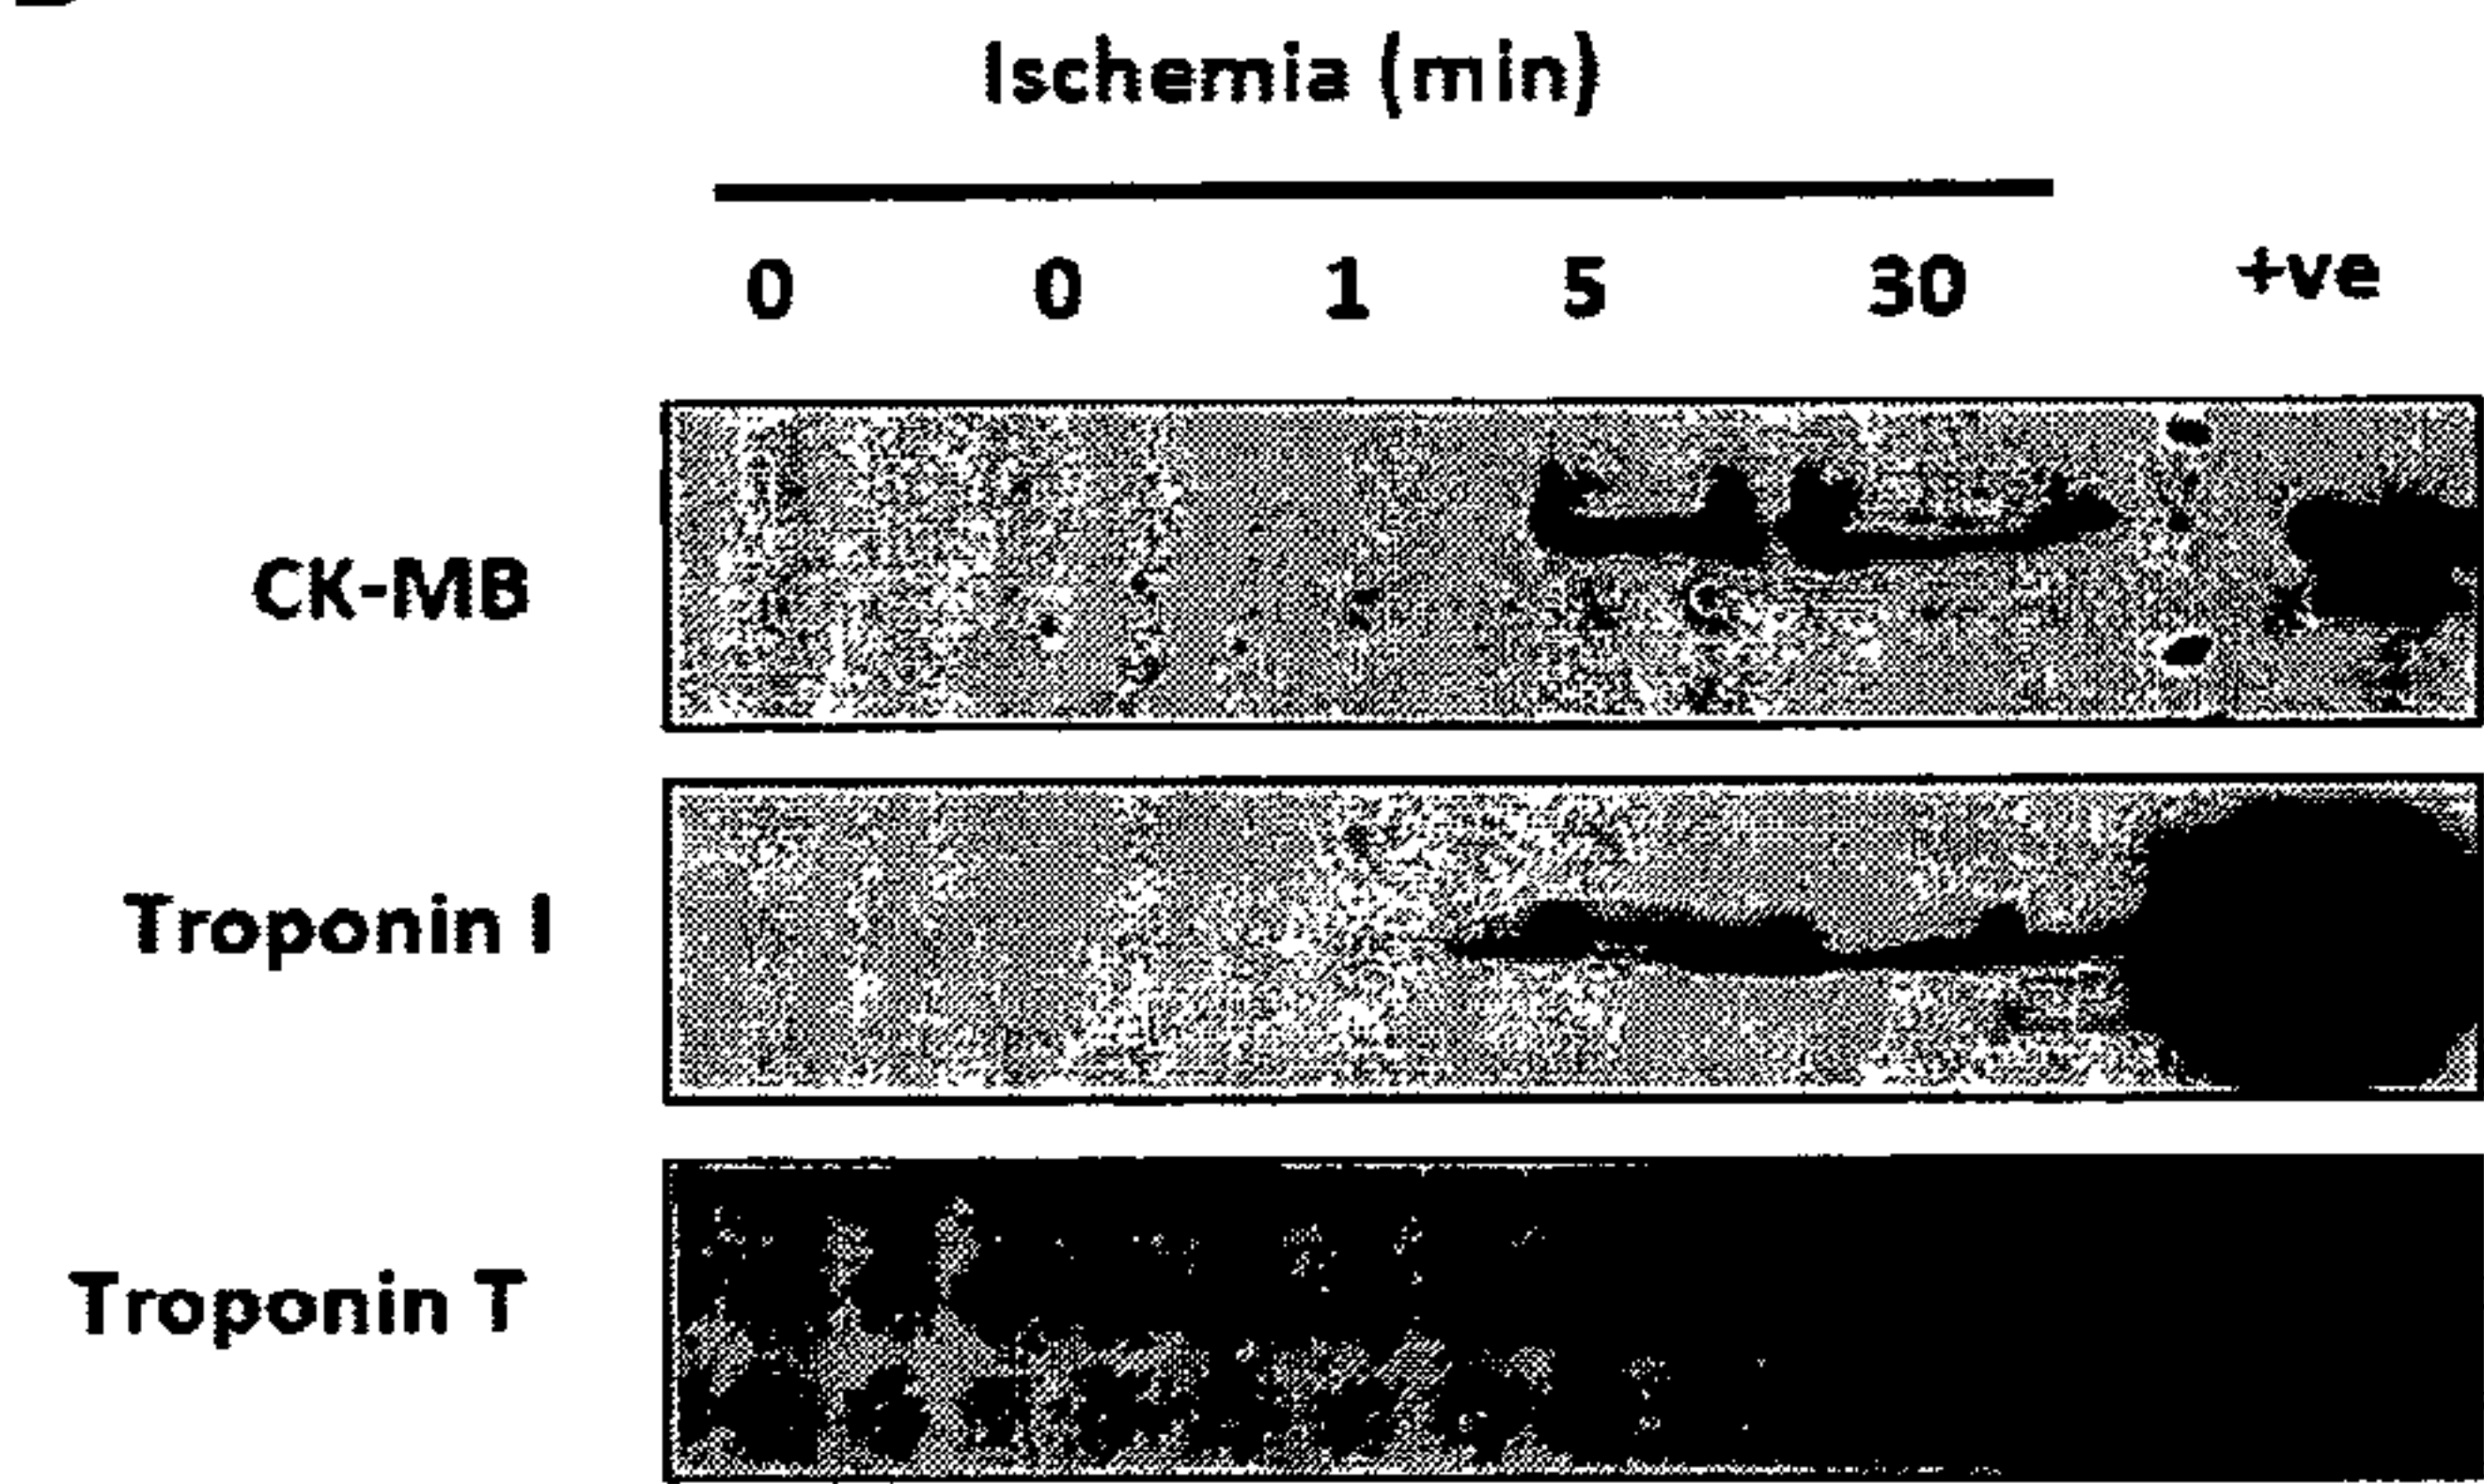 Ischemia (min)
0 0 1 5 30 +ve
CK-MB
Troponin I
Troponin T